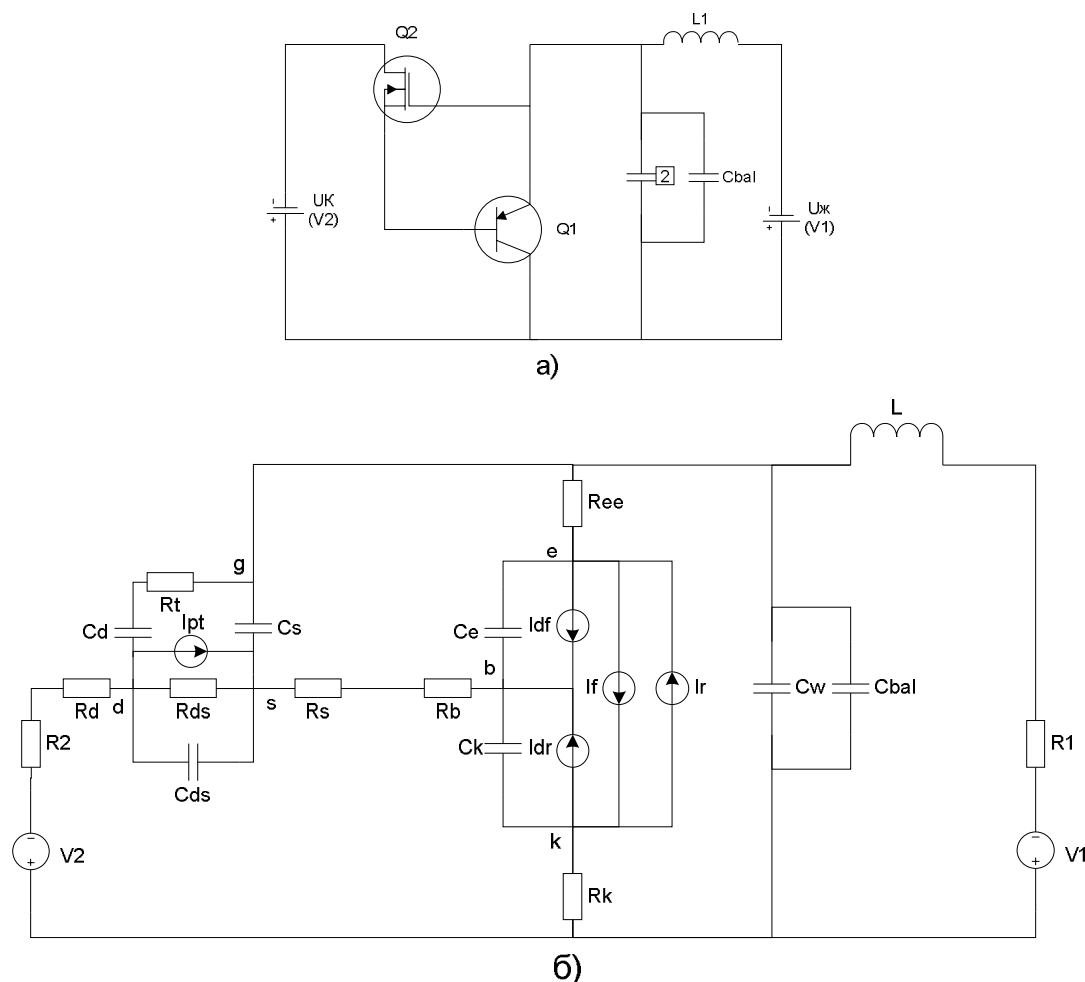 Q2
L1
-
+
UК
(V2)
Q1
2
Cbal
-
+
Uж
(V1)
а)
L
Ree
g
e
Rt
Cd
Ipt
Cs
Ce
Idf
b
If
Ir
Cw
Cbal
Rd
d
Rds
s
Rs
Rb
R2
Ck
Idr
R1
Cds
k
V2
V1
Rk
б)